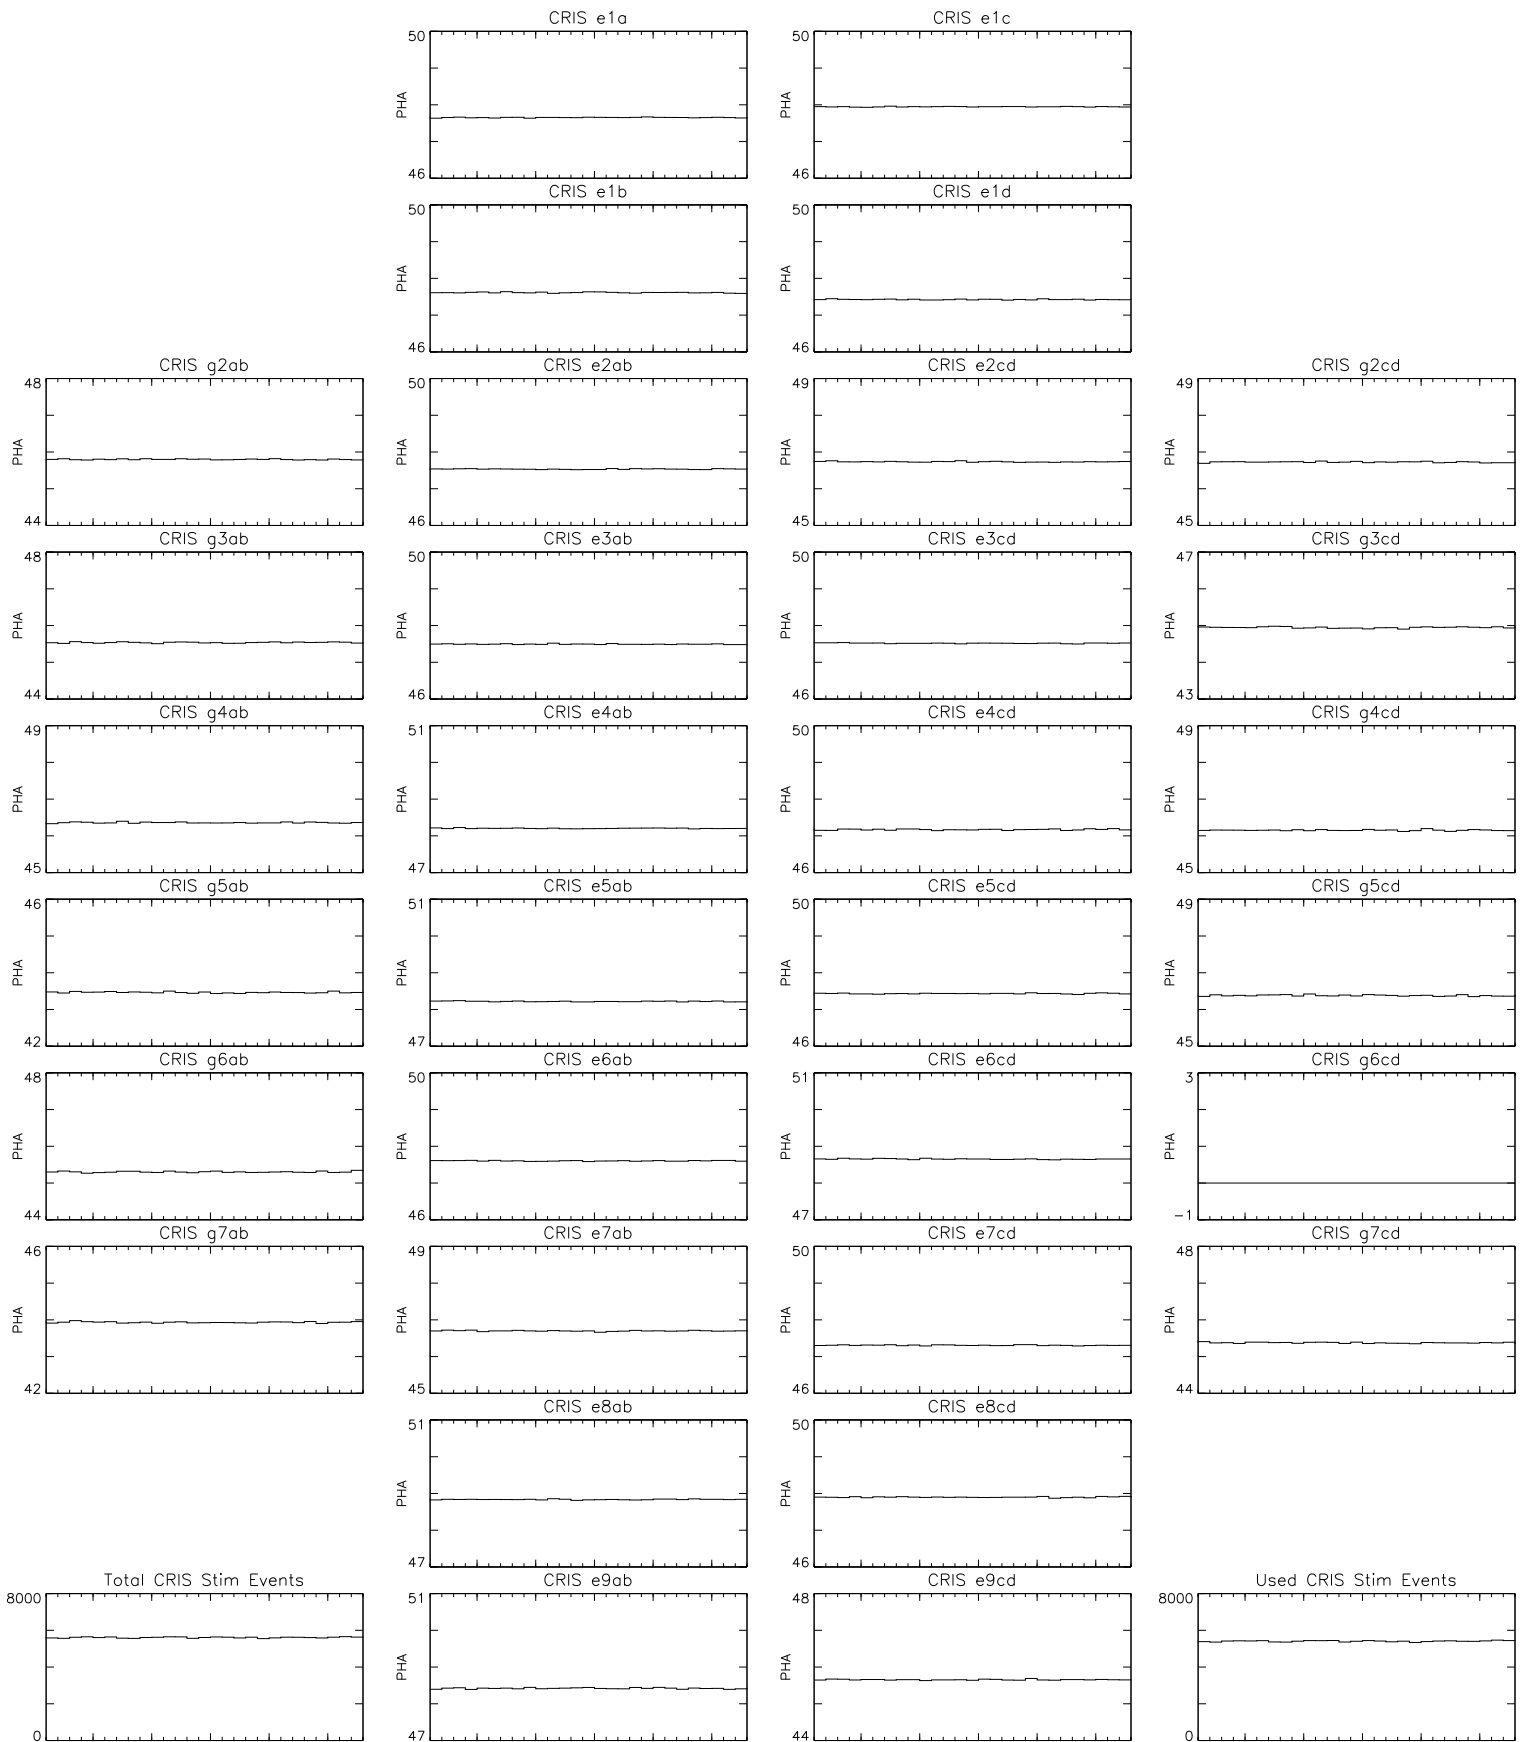 CRIS e1a CRIS e1c
50 50
PHA PHA
46 46
CRIS e1b CRIS e1d
50 50
PHA PHA
46 46
CRIS g2ab CRIS e2ab CRIS e2cd CRIS g2cd
48 50 49 49
PHA PHA PHA PHA
44 46 45 45
CRIS g3ab CRIS e3ab CRIS e3cd CRIS g3cd
48 50 50 47
PHA PHA PHA PHA
44 46 46 43
CRIS g4ab CRIS e4ab CRIS e4cd CRIS g4cd
49 51 50 49
PHA PHA PHA PHA
45 47 46 45
CRIS g5ab CRIS e5ab CRIS e5cd CRIS g5cd
46 51 50 49
PHA PHA PHA PHA
42 47 46 45
CRIS g6ab CRIS e6ab CRIS e6cd CRIS g6cd
48 50 51 3
PHA PHA PHA PHA
44 46 47 −1
CRIS g7ab CRIS e7ab CRIS e7cd CRIS g7cd
46 49 50 48
PHA PHA PHA PHA
42 45 46 44
CRIS e8ab CRIS e8cd
51 50
PHA PHA
47 46
Total CRIS Stim Events CRIS e9ab CRIS e9cd Used CRIS Stim Events
8000 51 48 8000
PHA PHA
0 47 44 0